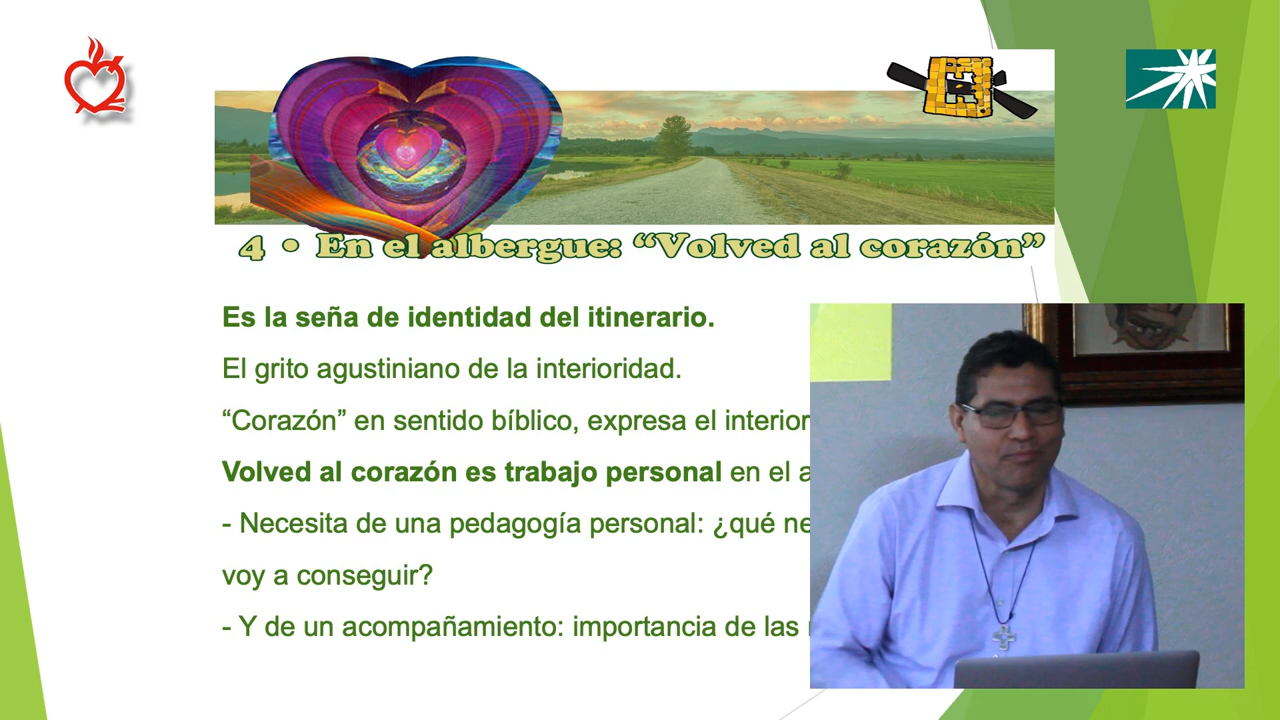 4 • En el albergue: “Volved al corazón”
Es la seña de identidad del itinerario.
El grito agustiniano de la interioridad.
“Corazón” en sentido bíblico, expresa el interior
Volved al corazón es trabajo personal en el
- Necesita de una pedagogía personal: ¿qué
voy a conseguir?
- Y de un acompañamiento: importancia de las